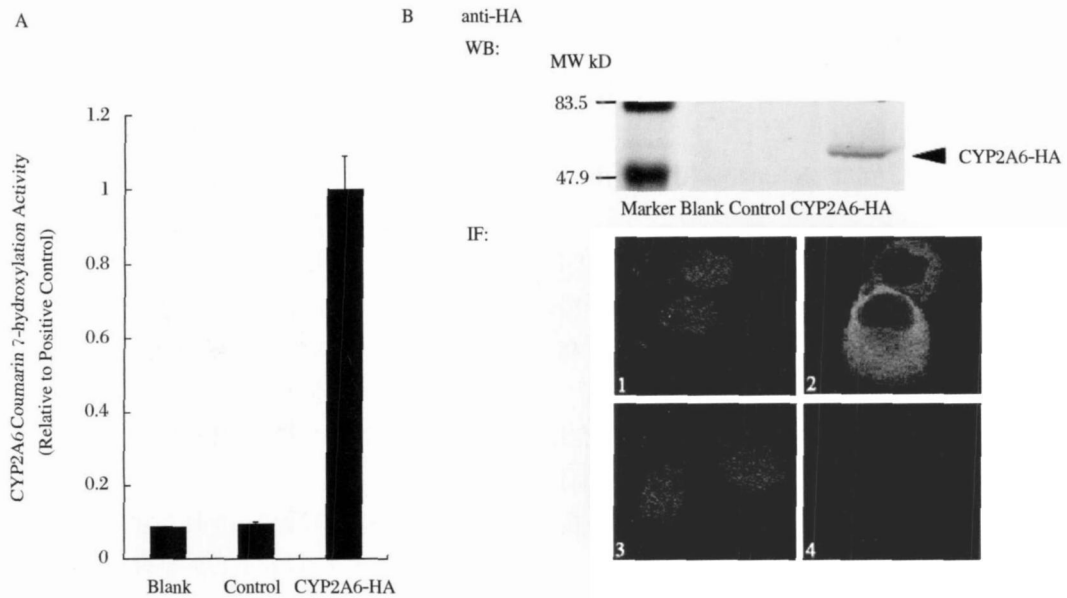 A
CYP2A6 Coumarin 7-hydroxylation Activity
(Relative to Positive Control)
1.2
1
0.8
0.6
0.4
0.2
0
Blank Control CYP2A6-HA
B anti-HA
WB:
MW kD
83.5
47.9
CYP2A6-HA
Marker Blank Control CYP2A6-HA
IF:
1
2
3
4